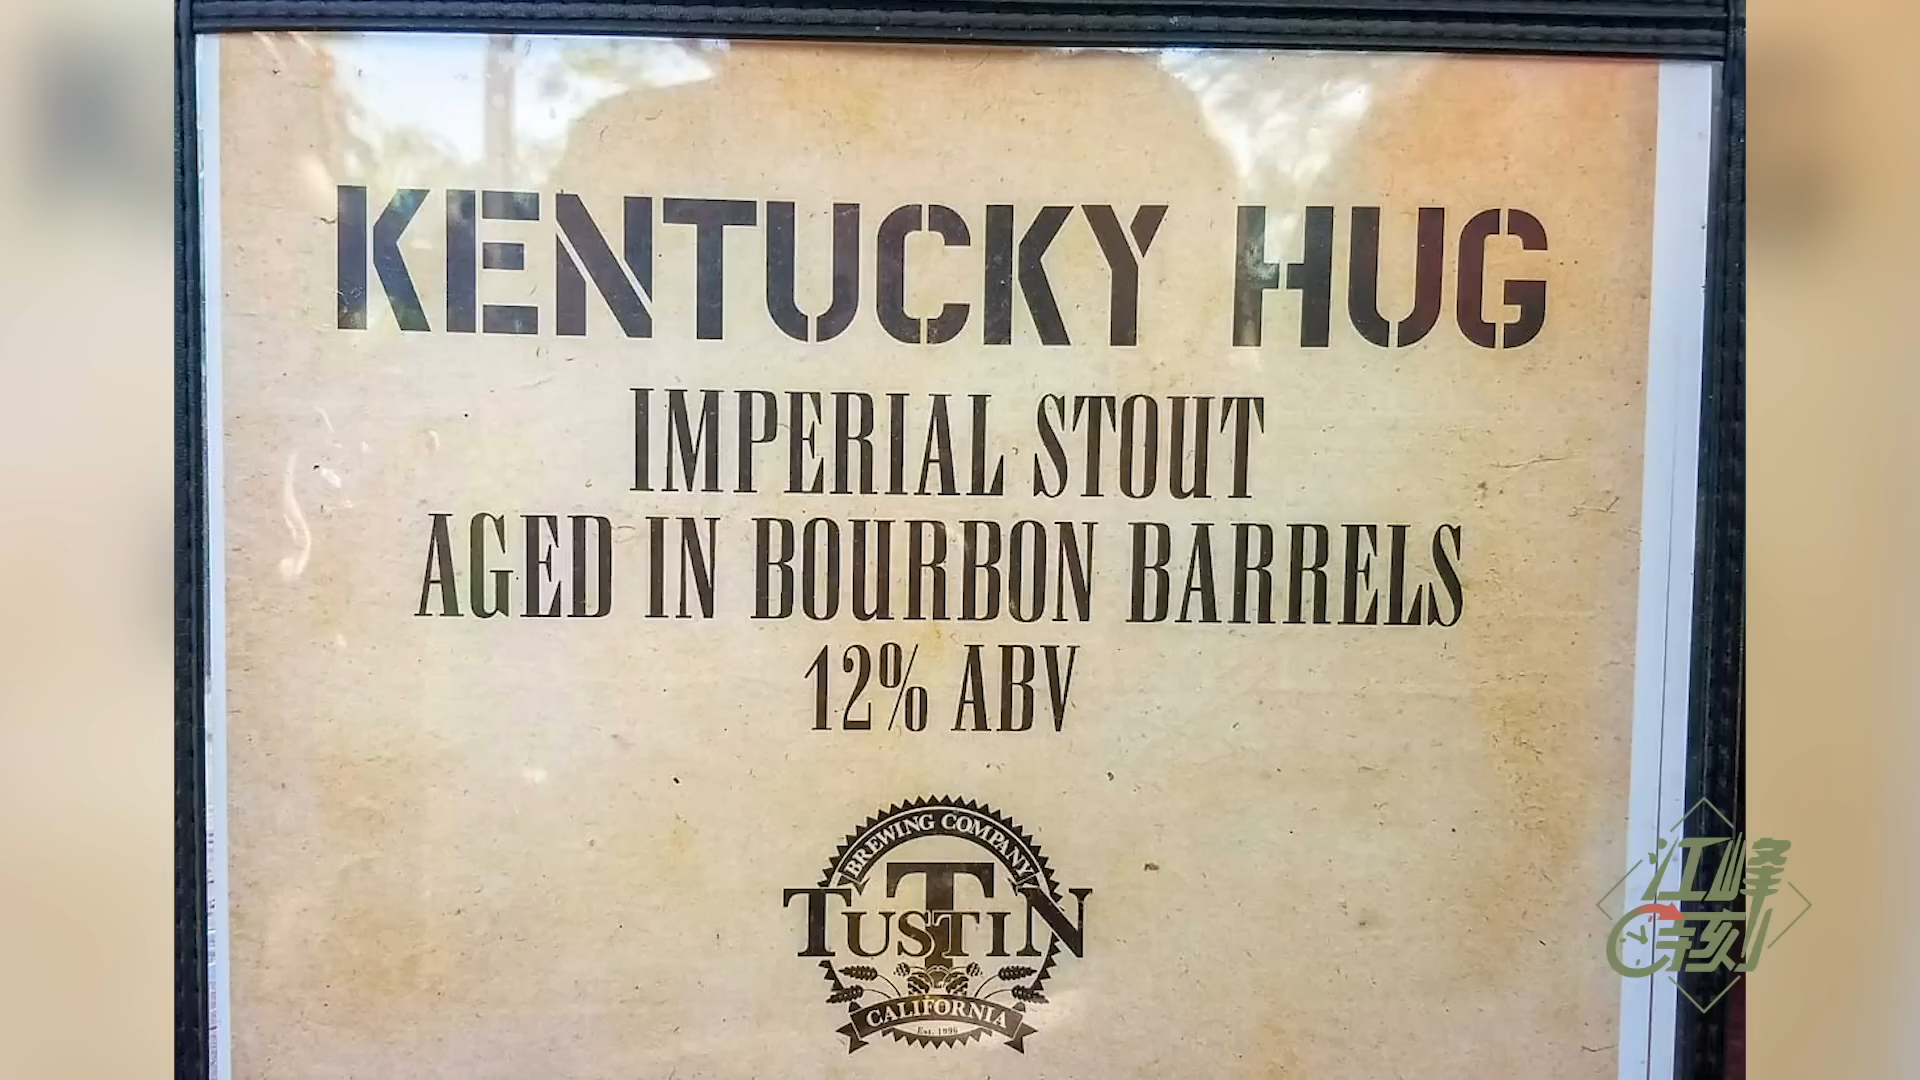 KENTUCKY HUG
IMPERIAL STOUT
AGED IN BOURBON BARRELS
12% ABV
BREWING COMPANY
T
TUSTIN
CALIFORNIA
EST. 1996
江峰
时刻